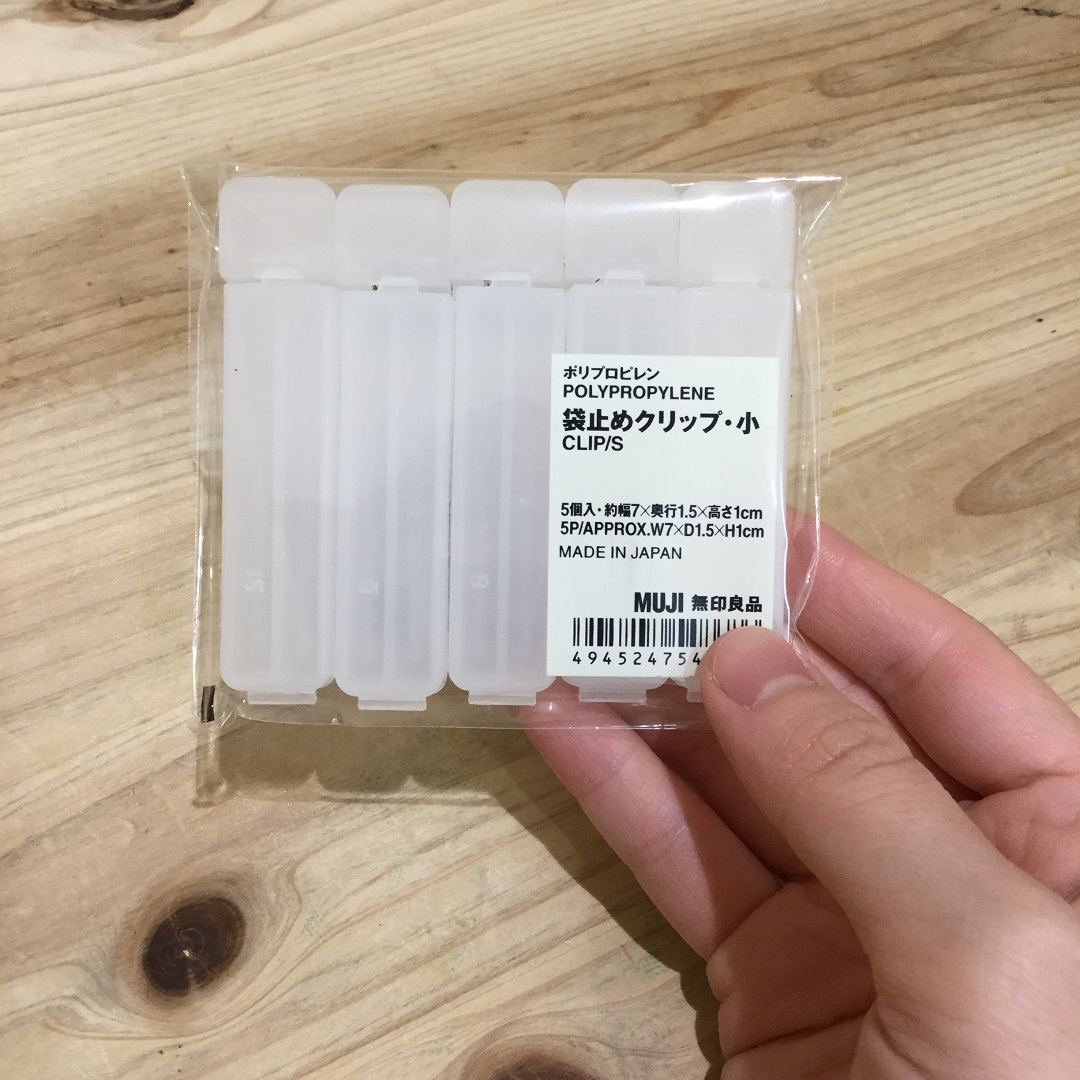 ポリプロピレン
POLYPROPYLENE
袋止めクリップ・小
CLIP/S
5個入・約幅7×奥行1.5×高さ1cm
5P/APPROX.W7×D1.5×H1cm
MADE IN JAPAN
MUJI 無印良品
494524754